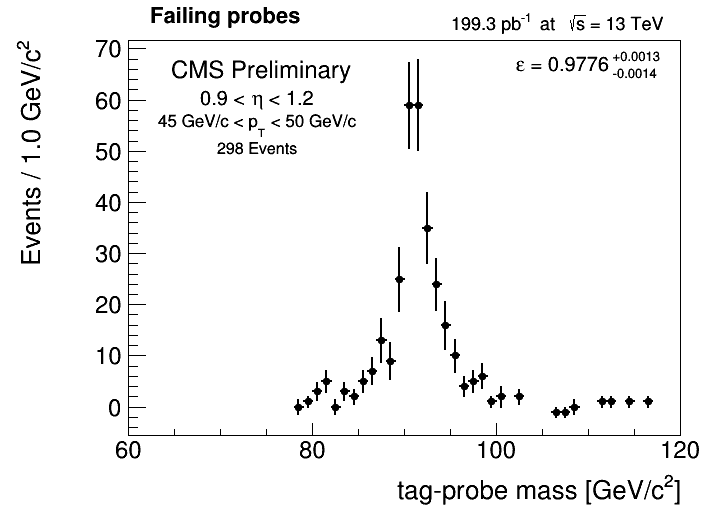 Failing probes
199.3 pb⁻¹ at √s = 13 TeV
CMS Preliminary
0.9 < η < 1.2
45 GeV/c < p_T < 50 GeV/c
298 Events
ε = 0.9776 +0.0013 -0.0014
Events / 1.0 GeV/c²
70
60
50
40
30
20
10
0
60 80 100 120
tag-probe mass [GeV/c²]